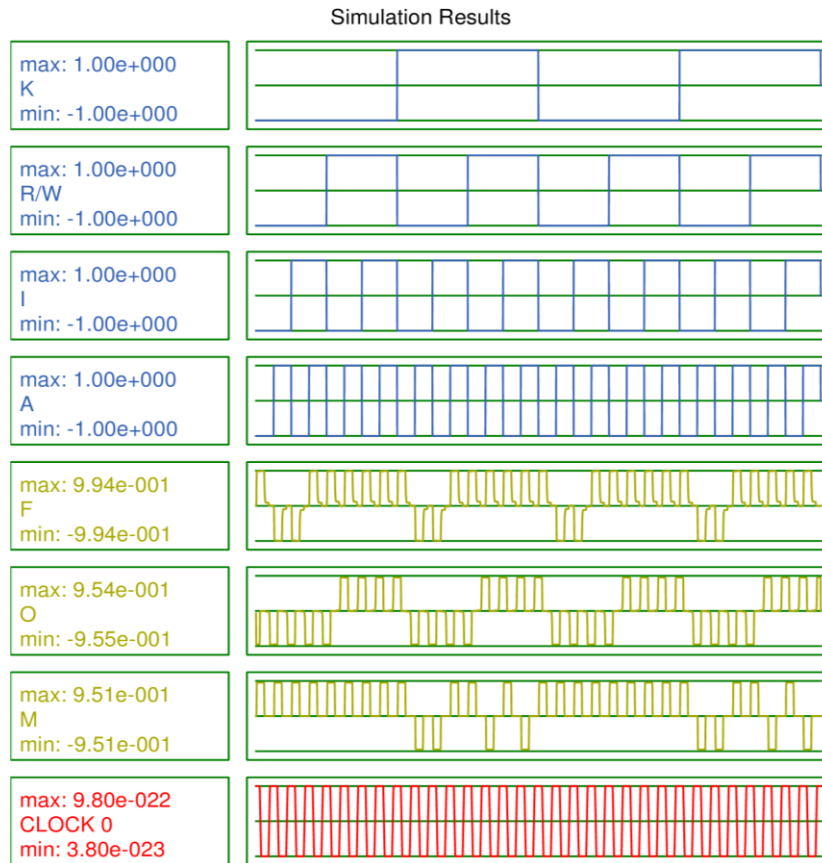 Simulation Results
max: 1.00e+000
K
min: -1.00e+000
max: 1.00e+000
R/W
min: -1.00e+000
max: 1.00e+000
I
min: -1.00e+000
max: 1.00e+000
A
min: -1.00e+000
max: 9.94e-001
F
min: -9.94e-001
max: 9.54e-001
O
min: -9.55e-001
max: 9.51e-001
M
min: -9.51e-001
max: 9.80e-022
CLOCK 0
min: 3.80e-023